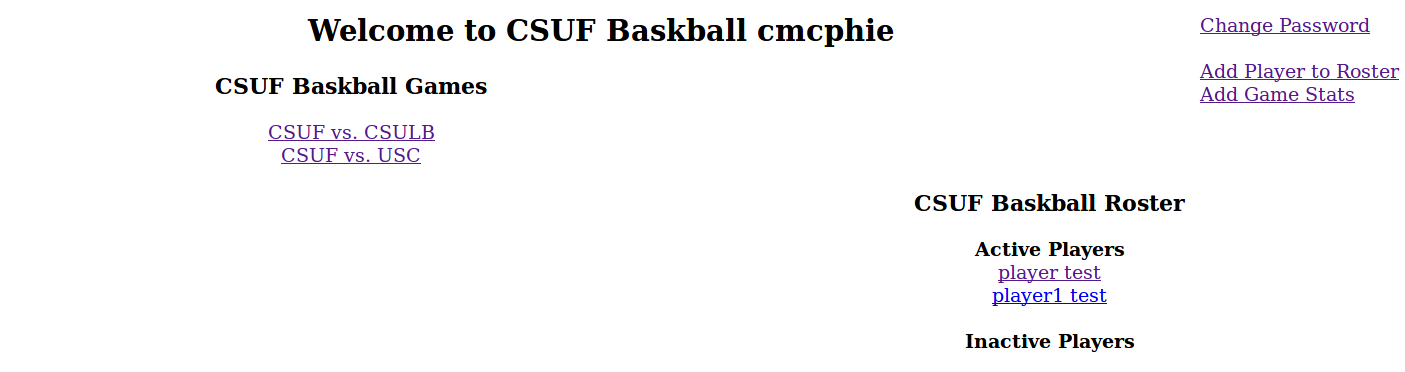 Welcome to CSUF Baskball cmcphie
Change Password
Add Player to Roster
Add Game Stats
CSUF Baskball Games
CSUF vs. CSULB
CSUF vs. USC
CSUF Baskball Roster
Active Players
player test
player1 test
Inactive Players